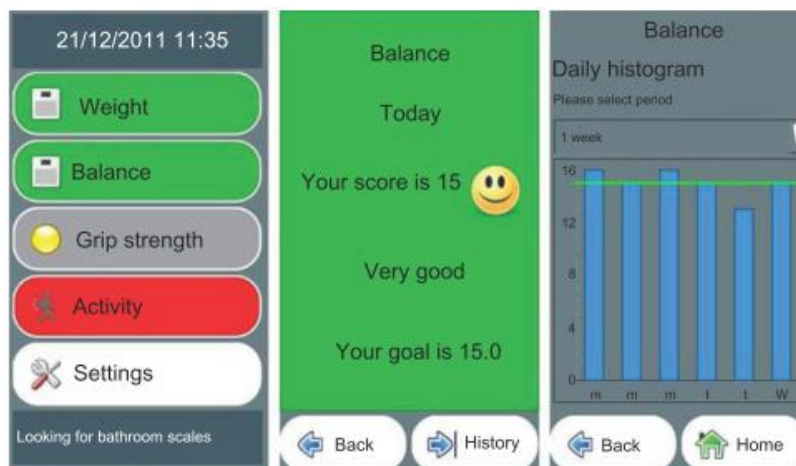 21/12/2011 11:35
Weight
Balance
Grip strength
Activity
Settings
Looking for bathroom scales
Balance
Today
Your score is 15
Very good
Your goal is 15.0
Back
History
Balance
Daily histogram
Please select period
1 week
16
12
8
4
0
m m m t t W
Back
Home